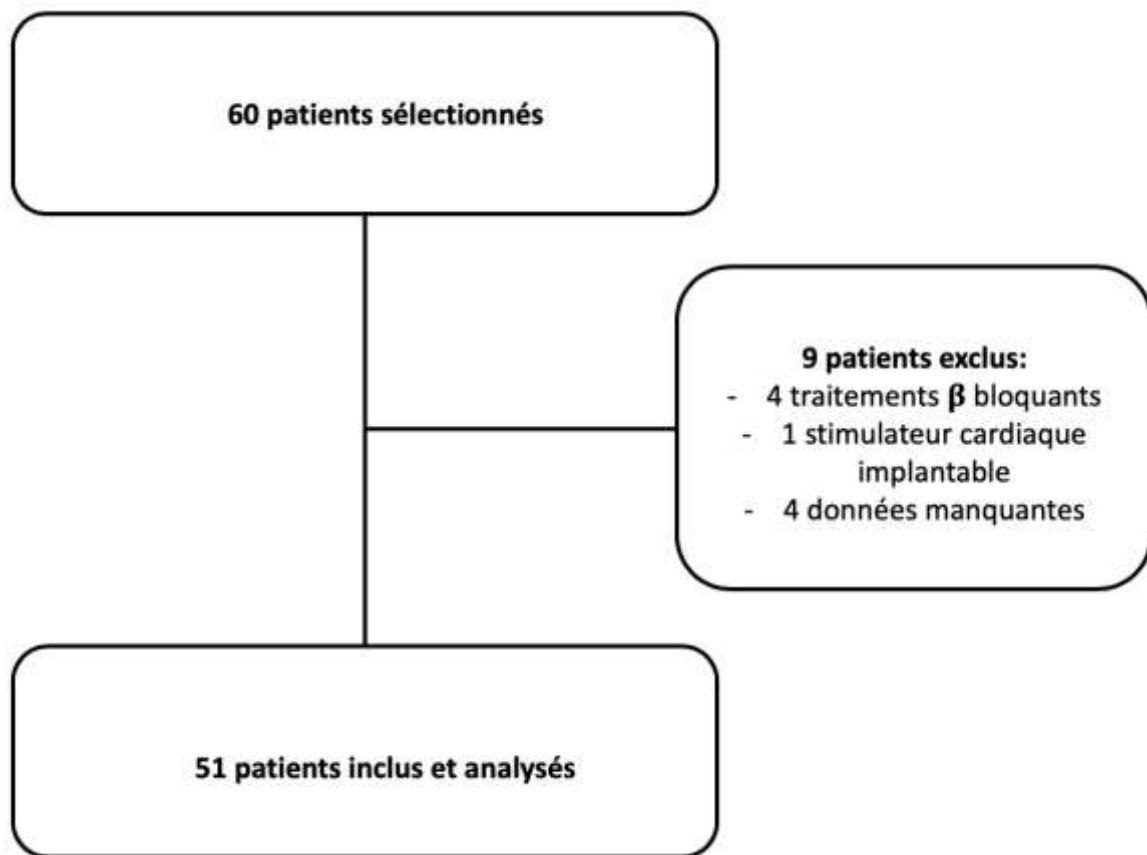 60 patients sélectionnés
9 patients exclus:
- 4 traitements β bloquants
- 1 stimulateur cardiaque
implantable
- 4 données manquantes
51 patients inclus et analysés